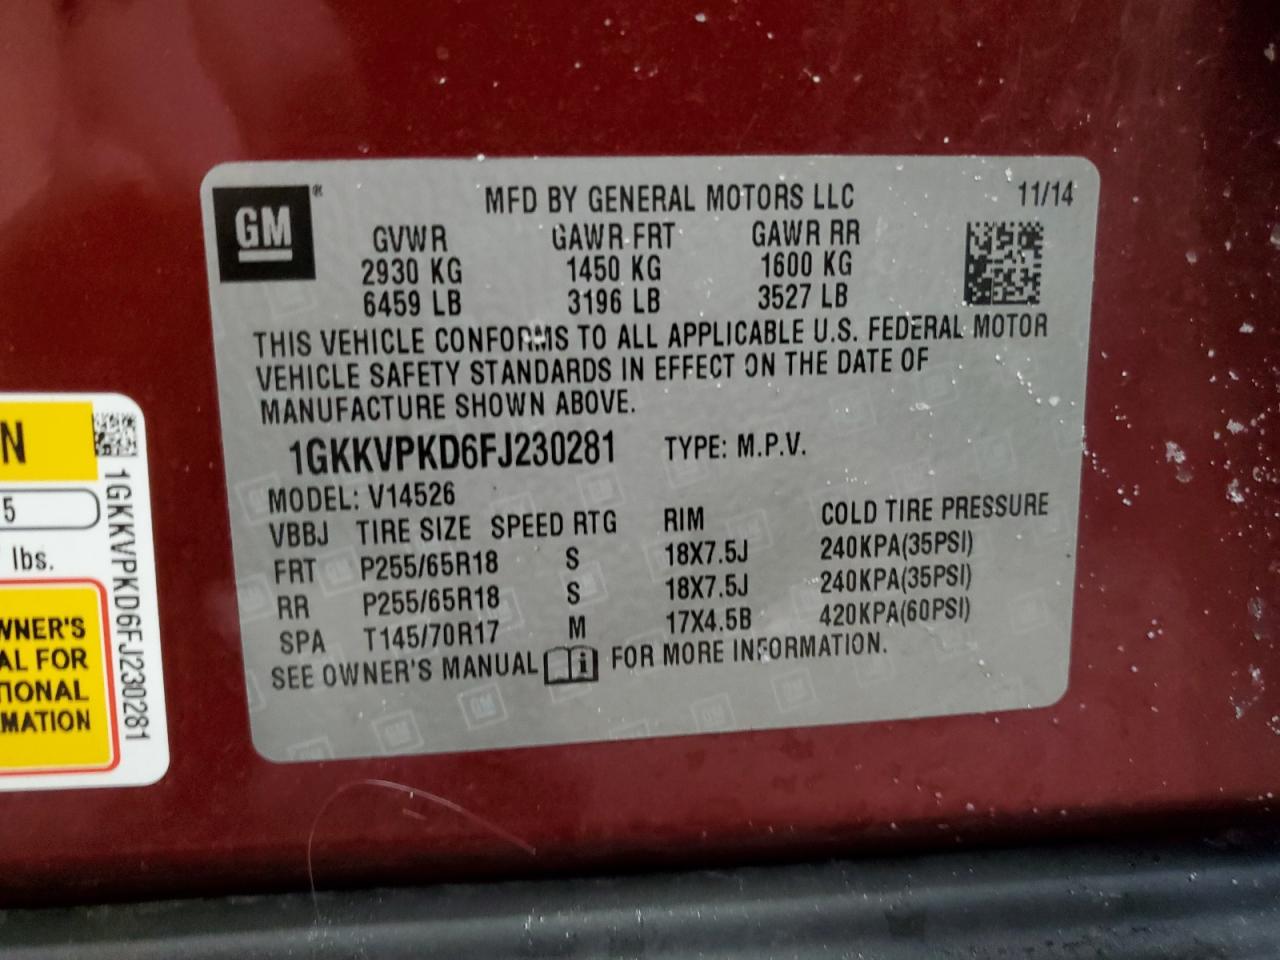 GM ®
MFD BY GENERAL MOTORS LLC 11/14
GVWR GAWR FRT GAWR RR
2930 KG 1450 KG 1600 KG
6459 LB 3196 LB 3527 LB
THIS VEHICLE CONFORMS TO ALL APPLICABLE U.S. FEDERAL MOTOR
VEHICLE SAFETY STANDARDS IN EFFECT ON THE DATE OF
MANUFACTURE SHOWN ABOVE.
1GKKVPKD6FJ230281 TYPE: M.P.V.
MODEL: V14526
VBBJ TIRE SIZE SPEED RTG RIM COLD TIRE PRESSURE
FRT P255/65R18 S 18X7.5J 240KPA(35PSI)
RR P255/65R18 S 18X7.5J 240KPA(35PSI)
SPA T145/70R17 M 17X4.5B 420KPA(60PSI)
SEE OWNER'S MANUAL i FOR MORE INFORMATION.
N
5
lbs.
WNER'S
AL FOR
TIONAL
MATION
1GKKVPKD6FJ230281